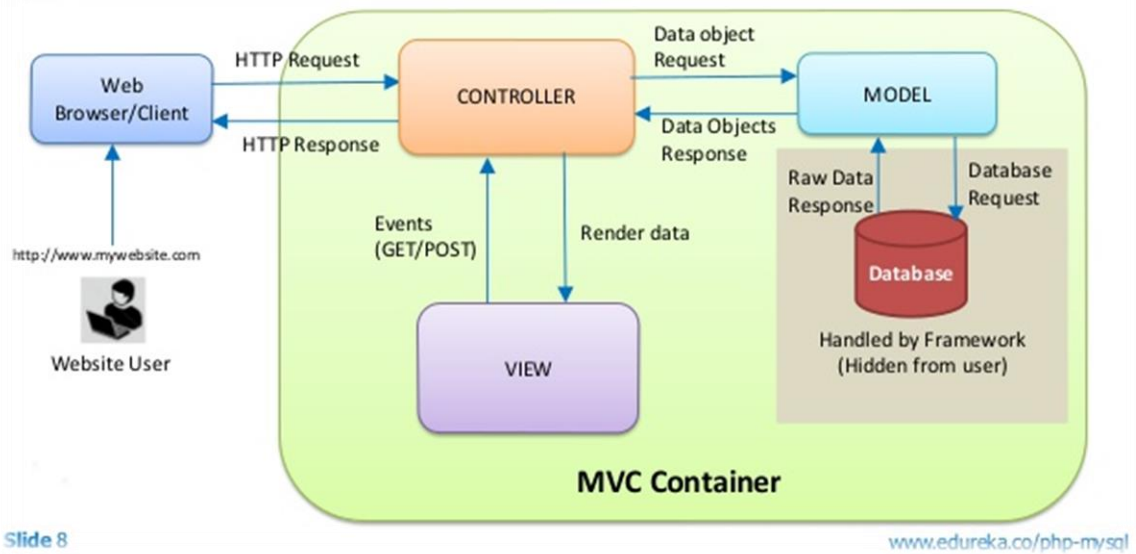 HTTP Request
Web
Browser/Client
HTTP Response
http://www.mywebsite.com
Website User
CONTROLLER
Data object
Request
MODEL
Data Objects
Response
Events
(GET/POST)
Render data
VIEW
Raw Data
Response
Database
Request
Database
Handled by Framework
(Hidden from user)
MVC Container
Slide 8
www.edureka.co/php-mysql